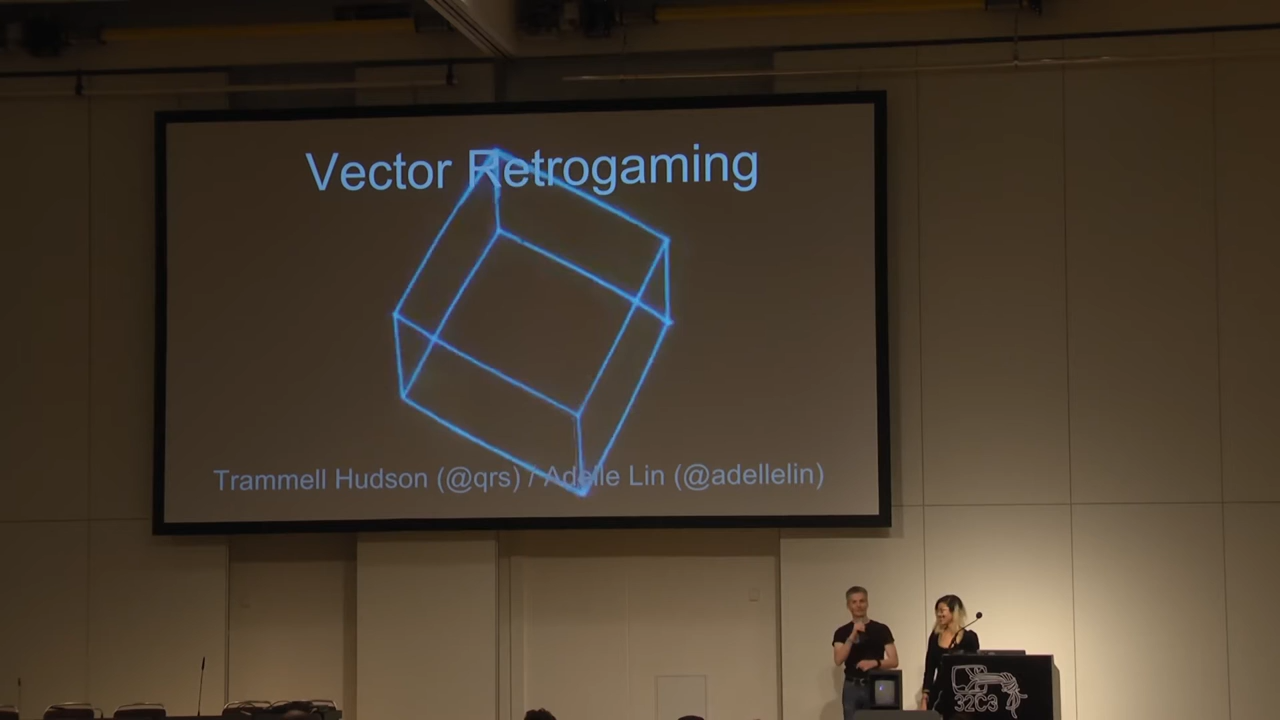 Vector Retrogaming
Trammell Hudson (@qrs) / Adelle Lin (@adellelin)
32C3